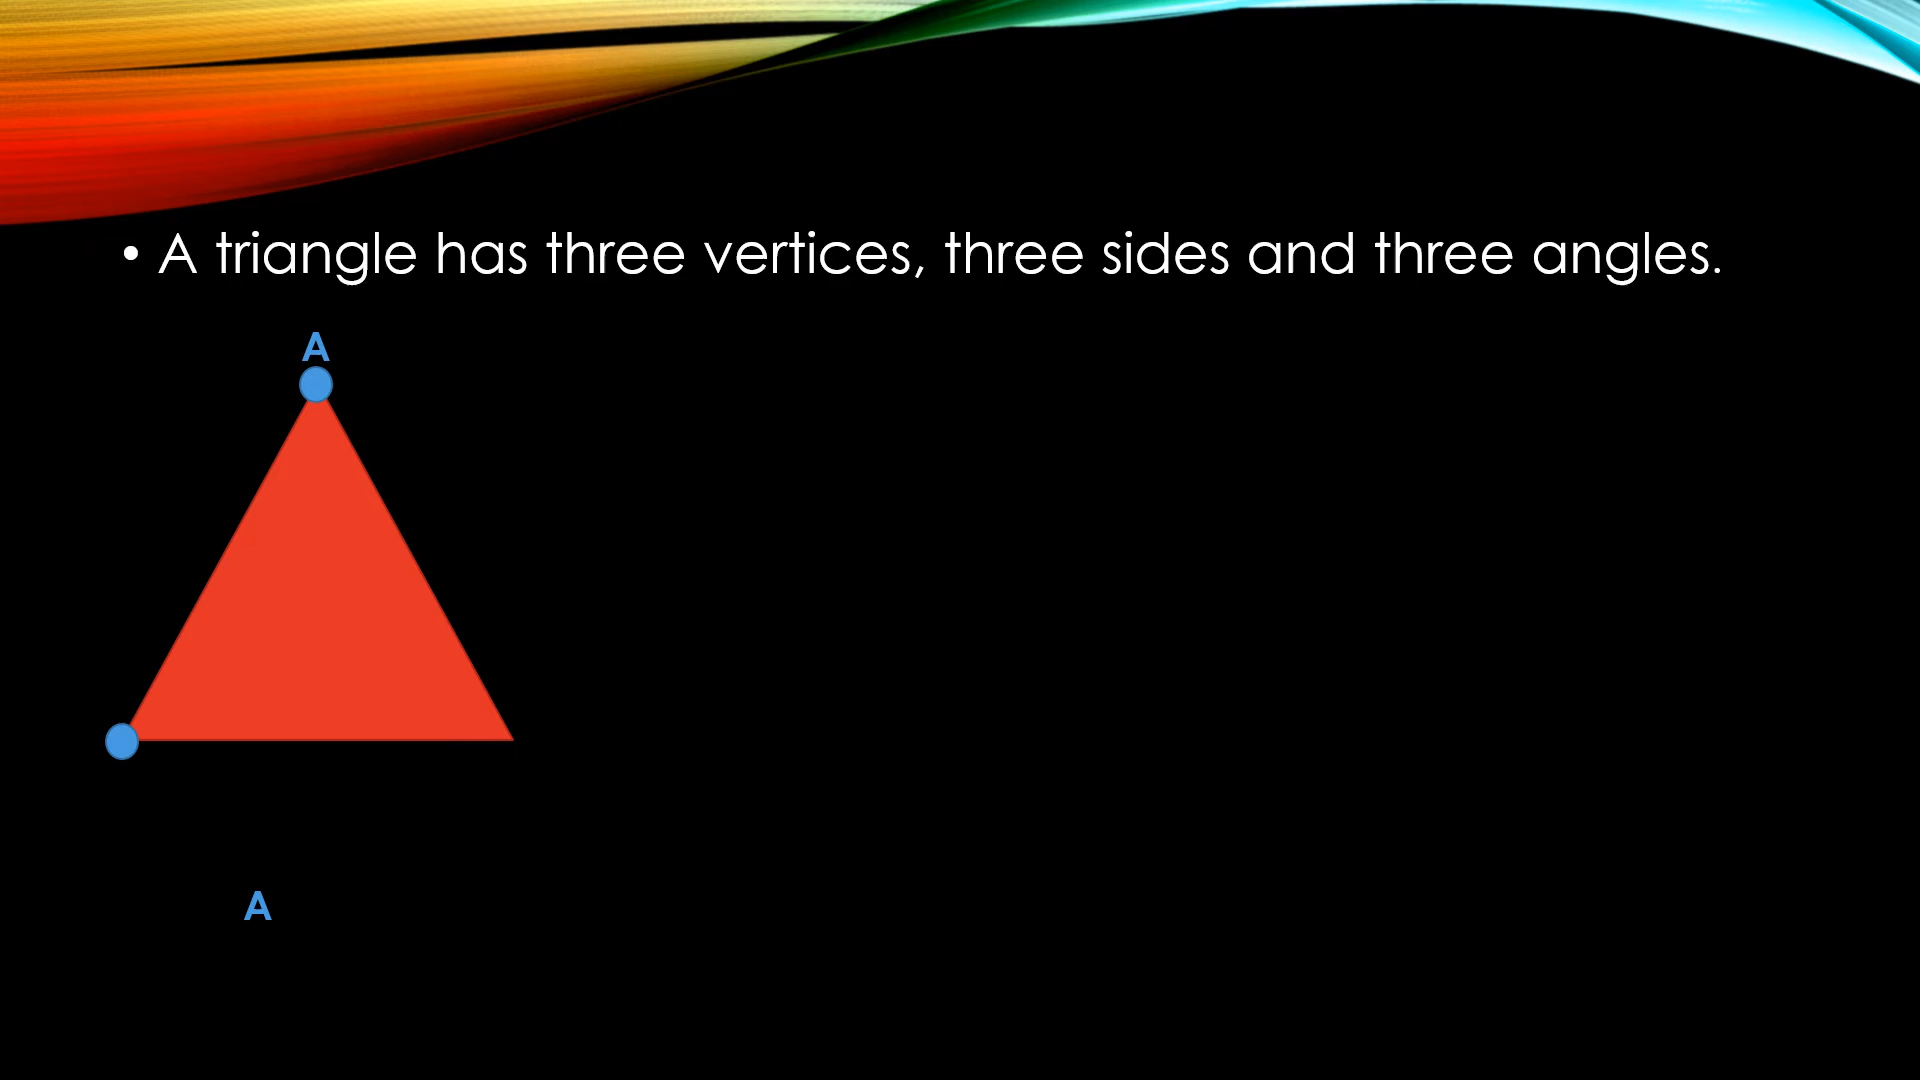 • A triangle has three vertices, three sides and three angles.
A
A